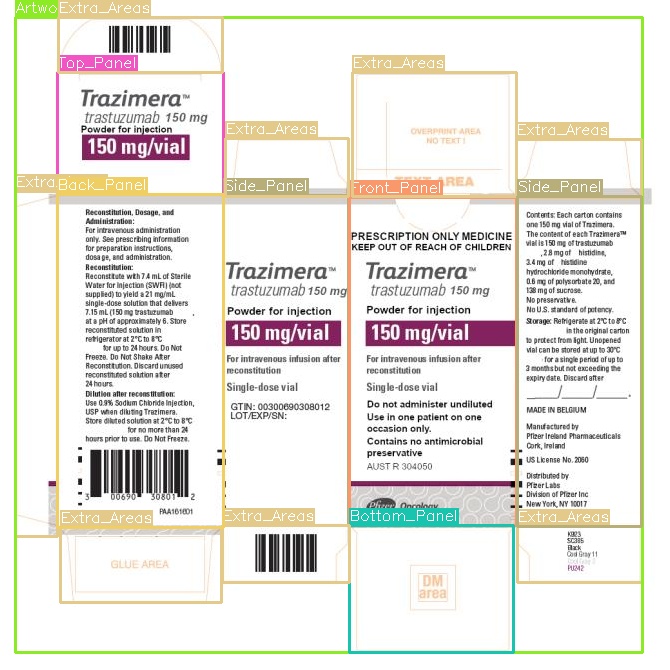 Artwo
Extra_Areas
Top_Panel
Trazimera™
trastuzumab 150 mg
Powder for injection
150 mg/vial
Extra_Areas
OVERPRINT AREA
NO TEXT !
TEXT AREA
Extra_Areas
Extra_Areas
Extra
Back_Panel
Reconstitution, Dosage, and
Administration:
For intravenous administration
only. See prescribing information
for preparation instructions,
dosage, and administration.
Reconstitution:
Reconstitute with 7.4 mL of Sterile
Water for Injection (SWFI) (not
supplied) to yield a 21 mg/mL
single-dose solution that delivers
7.15 mL (150 mg trastuzumab ,
at a pH of approximately 6. Store
reconstituted solution in
refrigerator at 2°C to 8°C
for up to 24 hours. Do Not
Freeze. Do Not Shake After
Reconstitution. Discard unused
reconstituted solution after
24 hours.
Dilution after reconstitution:
Use 0.9% Sodium Chloride Injection,
USP when diluting Trazimera.
Store diluted solution at 2°C to 8°C
for no more than 24
hours prior to use. Do Not Freeze.
3 00690 30801 2
PAA161601
Side_Panel
Trazimera™
trastuzumab 150 mg
Powder for injection
150 mg/vial
For intravenous infusion after
reconstitution
Single-dose vial
GTIN: 00300690308012
LOT/EXP/SN:
Front_Panel
PRESCRIPTION ONLY MEDICINE
KEEP OUT OF REACH OF CHILDREN
Trazimera™
trastuzumab 150 mg
Powder for injection
150 mg/vial
For intravenous infusion after
reconstitution
Single-dose vial
Do not administer undiluted
Use in one patient on one
occasion only.
Contains no antimicrobial
preservative
AUST R 304050
Pfizer Oncology
Side_Panel
Contents: Each carton contains
one 150 mg vial of Trazimera.
The content of each Trazimera™
vial is 150 mg of trastuzumab
, 2.8 mg of histidine,
3.4 mg of histidine
hydrochloride monohydrate,
0.6 mg of polysorbate 20, and
138 mg of sucrose.
No preservative.
No U.S. standard of potency.
Storage: Refrigerate at 2°C to 8°C
in the original carton
to protect from light. Unopened
vial can be stored at up to 30°C
for a single period of up to
3 months but not exceeding the
expiry date. Discard after
____/____/____.
MADE IN BELGIUM
Manufactured by
Pfizer Ireland Pharmaceuticals
Cork, Ireland
US License No. 2060
Distributed by
Pfizer Labs
Division of Pfizer Inc
New York, NY 10017
Extra_Areas
GLUE AREA
Extra_Areas
Bottom_Panel
DM
area
Extra_Areas
Black
Cool Gray 11
PU242